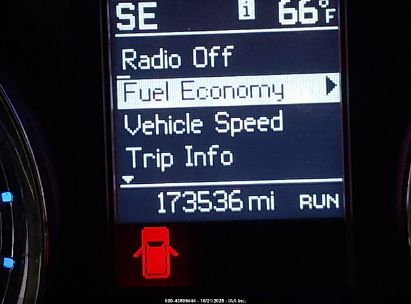 SE i 66°F
Radio Off
Fuel Economy
Vehicle Speed
Trip Info
173536 mi RUN